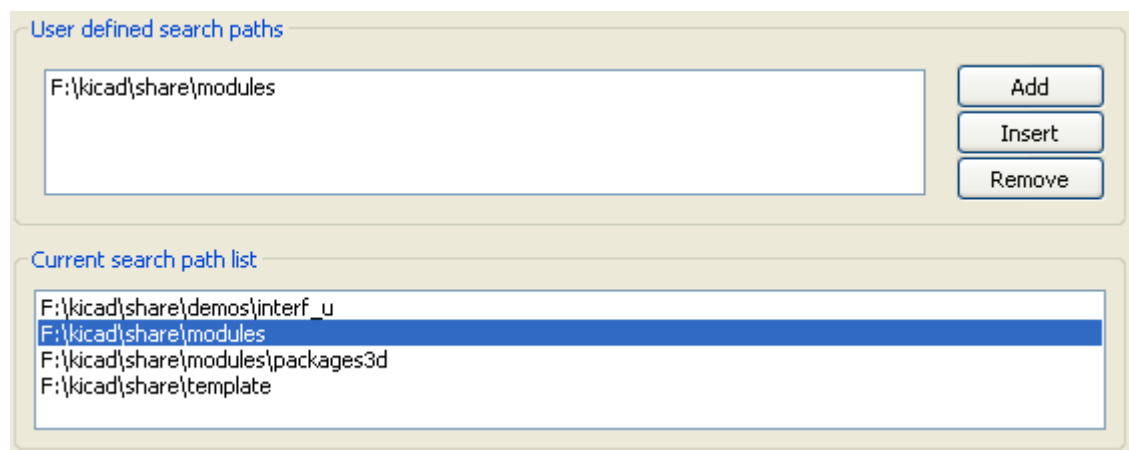 User defined search paths
F:\kicad\share\modules
Add
Insert
Remove
Current search path list
F:\kicad\share\demos\interf_u
F:\kicad\share\modules
F:\kicad\share\modules\packages3d
F:\kicad\share\template